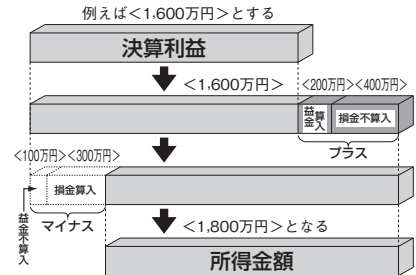 例えば<1,600万円>とする
決算利益
<1,600万円>
<200万円><400万円>
益金算入
損金不算入
プラス
<100万円><300万円>
損金算入
益金不算入
マイナス
<1,800万円>となる
所得金額